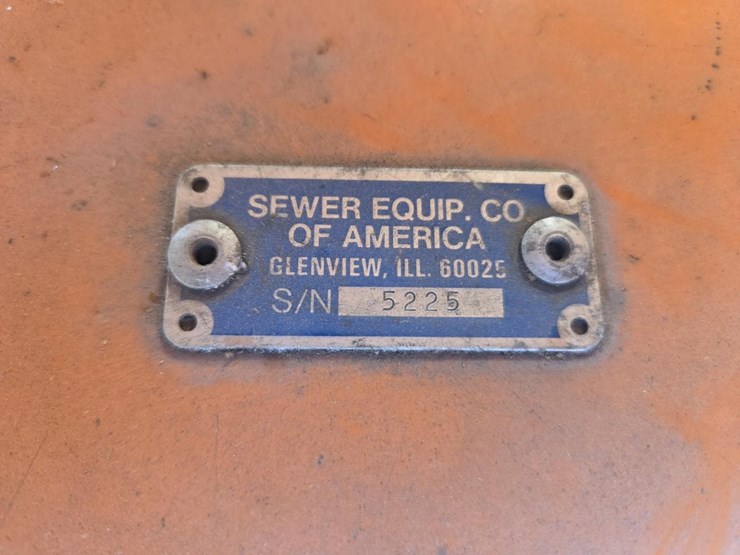 SEWER EQUIP. CO
OF AMERICA
GLENVIEW, ILL. 60025
S/N 5225